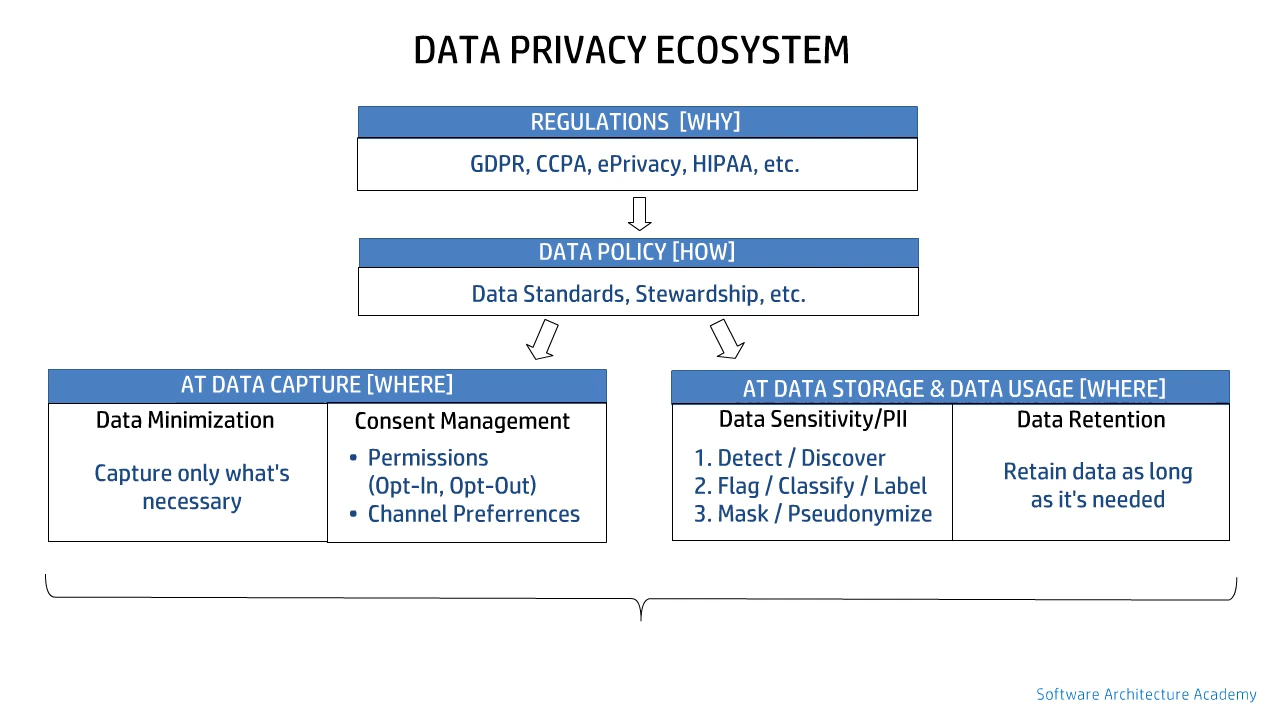 DATA PRIVACY ECOSYSTEM
REGULATIONS [WHY]
GDPR, CCPA, ePrivacy, HIPAA, etc.
DATA POLICY [HOW]
Data Standards, Stewardship, etc.
AT DATA CAPTURE [WHERE]
Data Minimization
Capture only what's
necessary
Consent Management
• Permissions
(Opt-In, Opt-Out)
• Channel Preferrences
AT DATA STORAGE & DATA USAGE [WHERE]
Data Sensitivity/PII
1. Detect / Discover
2. Flag / Classify / Label
3. Mask / Pseudonymize
Data Retention
Retain data as long
as it's needed
Software Architecture Academy